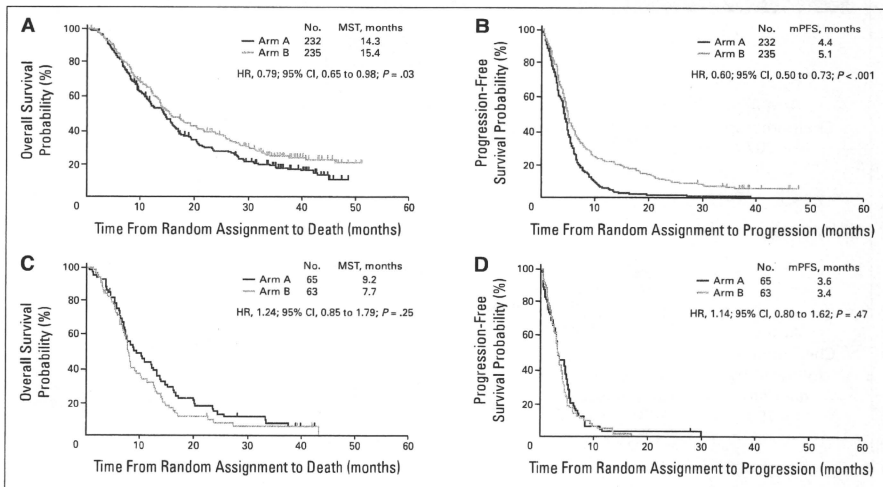 A
No. MST, months
Arm A 232 14.3
Arm B 235 15.4
HR, 0.79; 95% CI, 0.65 to 0.98; P = .03
Overall Survival
Probability (%)
100
80
60
40
20
0 10 20 30 40 50 60
Time From Random Assignment to Death (months)
B
No. mPFS, months
Arm A 232 4.4
Arm B 235 5.1
HR, 0.60; 95% CI, 0.50 to 0.73; P < .001
Progression-Free
Survival Probability (%)
100
80
60
40
20
0 10 20 30 40 50 60
Time From Random Assignment to Progression (months)
C
No. MST, months
Arm A 65 9.2
Arm B 63 7.7
HR, 1.24; 95% CI, 0.85 to 1.79; P = .25
Overall Survival
Probability (%)
100
80
60
40
20
0 10 20 30 40 50 60
Time From Random Assignment to Death (months)
D
No. mPFS, months
Arm A 65 3.6
Arm B 63 3.4
HR, 1.14; 95% CI, 0.80 to 1.62; P = .47
Progression-Free
Survival Probability (%)
100
80
60
40
20
0 10 20 30 40 50 60
Time From Random Assignment to Progression (months)